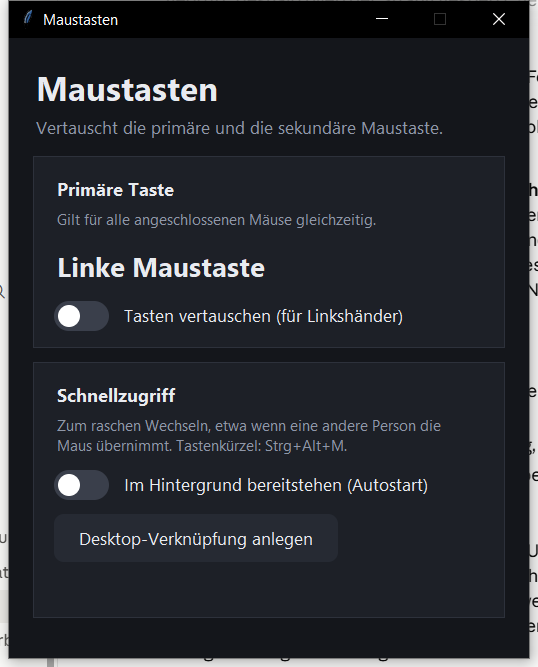 Maustasten
Maustasten
Vertauscht die primäre und die sekundäre Maustaste.
Primäre Taste
Gilt für alle angeschlossenen Mäuse gleichzeitig.
Linke Maustaste
Tasten vertauschen (für Linkshänder)
Schnellzugriff
Zum raschen Wechseln, etwa wenn eine andere Person die
Maus übernimmt. Tastenkürzel: Strg+Alt+M.
Im Hintergrund bereitstehen (Autostart)
Desktop-Verknüpfung anlegen